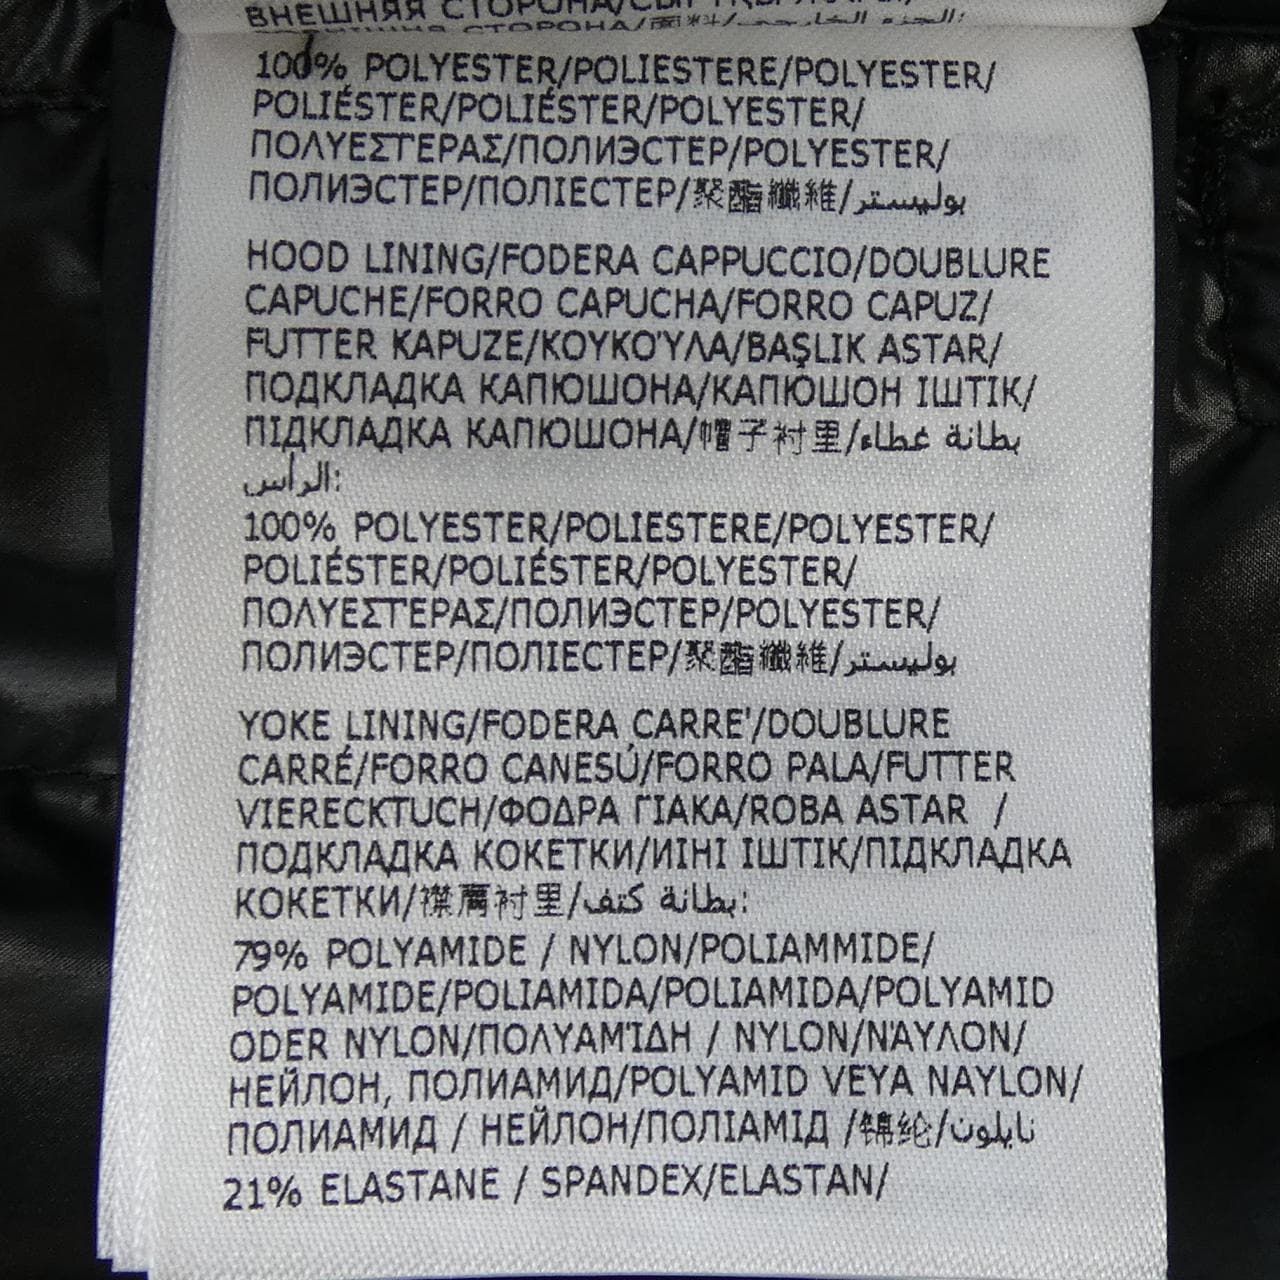 ВНЕШНЯЯ СТОРОНА/
100% POLYESTER/POLIESTERE/POLYESTER/
POLIÉSTER/POLIÉSTER/POLYESTER/
ΠΟΛΥΕΣΤΕΡΑΣ/ПОЛИЭСТЕР/POLYESTER/
ПОЛИЭСТЕР/ПОЛІЕСТЕР/聚酯纖維/بوليستر
HOOD LINING/FODERA CAPPUCCIO/DOUBLURE
CAPUCHE/FORRO CAPUCHA/FORRO CAPUZ/
FUTTER KAPUZE/ΚΟΥΚΟΎΛΑ/BAŞLIK ASTAR/
ПОДКЛАДКА КАПЮШОНА/КАПЮШОН ІШТІК/
ПІДКЛАДКА КАПЮШОНА/帽子衬里/بطانة غطاء
الرأس:
100% POLYESTER/POLIESTERE/POLYESTER/
POLIÉSTER/POLIÉSTER/POLYESTER/
ΠΟΛΥΕΣΤΕΡΑΣ/ПОЛИЭСТЕР/POLYESTER/
ПОЛИЭСТЕР/ПОЛІЕСТЕР/聚酯纖維/بوليستر
YOKE LINING/FODERA CARRE'/DOUBLURE
CARRÉ/FORRO CANESÚ/FORRO PALA/FUTTER
VIERECKTUCH/ΦΟΔΡΑ ΓΙΑΚΑ/ROBA ASTAR /
ПОДКЛАДКА КОКЕТКИ/ИІНІ ІШТІК/ПІДКЛАДКА
КОКЕТКИ/襟肩衬里/بطانة كتف:
79% POLYAMIDE / NYLON/POLIAMMIDE/
POLYAMIDE/POLIAMIDA/POLIAMIDA/POLYAMID
ODER NYLON/ΠΟΛΥΑΜΊΔΗ / NYLON/ΝΆΥΛΟΝ/
НЕЙЛОН, ПОЛИАМИД/POLYAMID VEYA NAYLON/
ПОЛИАМИД / НЕЙЛОН/ПОЛІАМІД /锦纶/نايلون
21% ELASTANE / SPANDEX/ELASTAN/